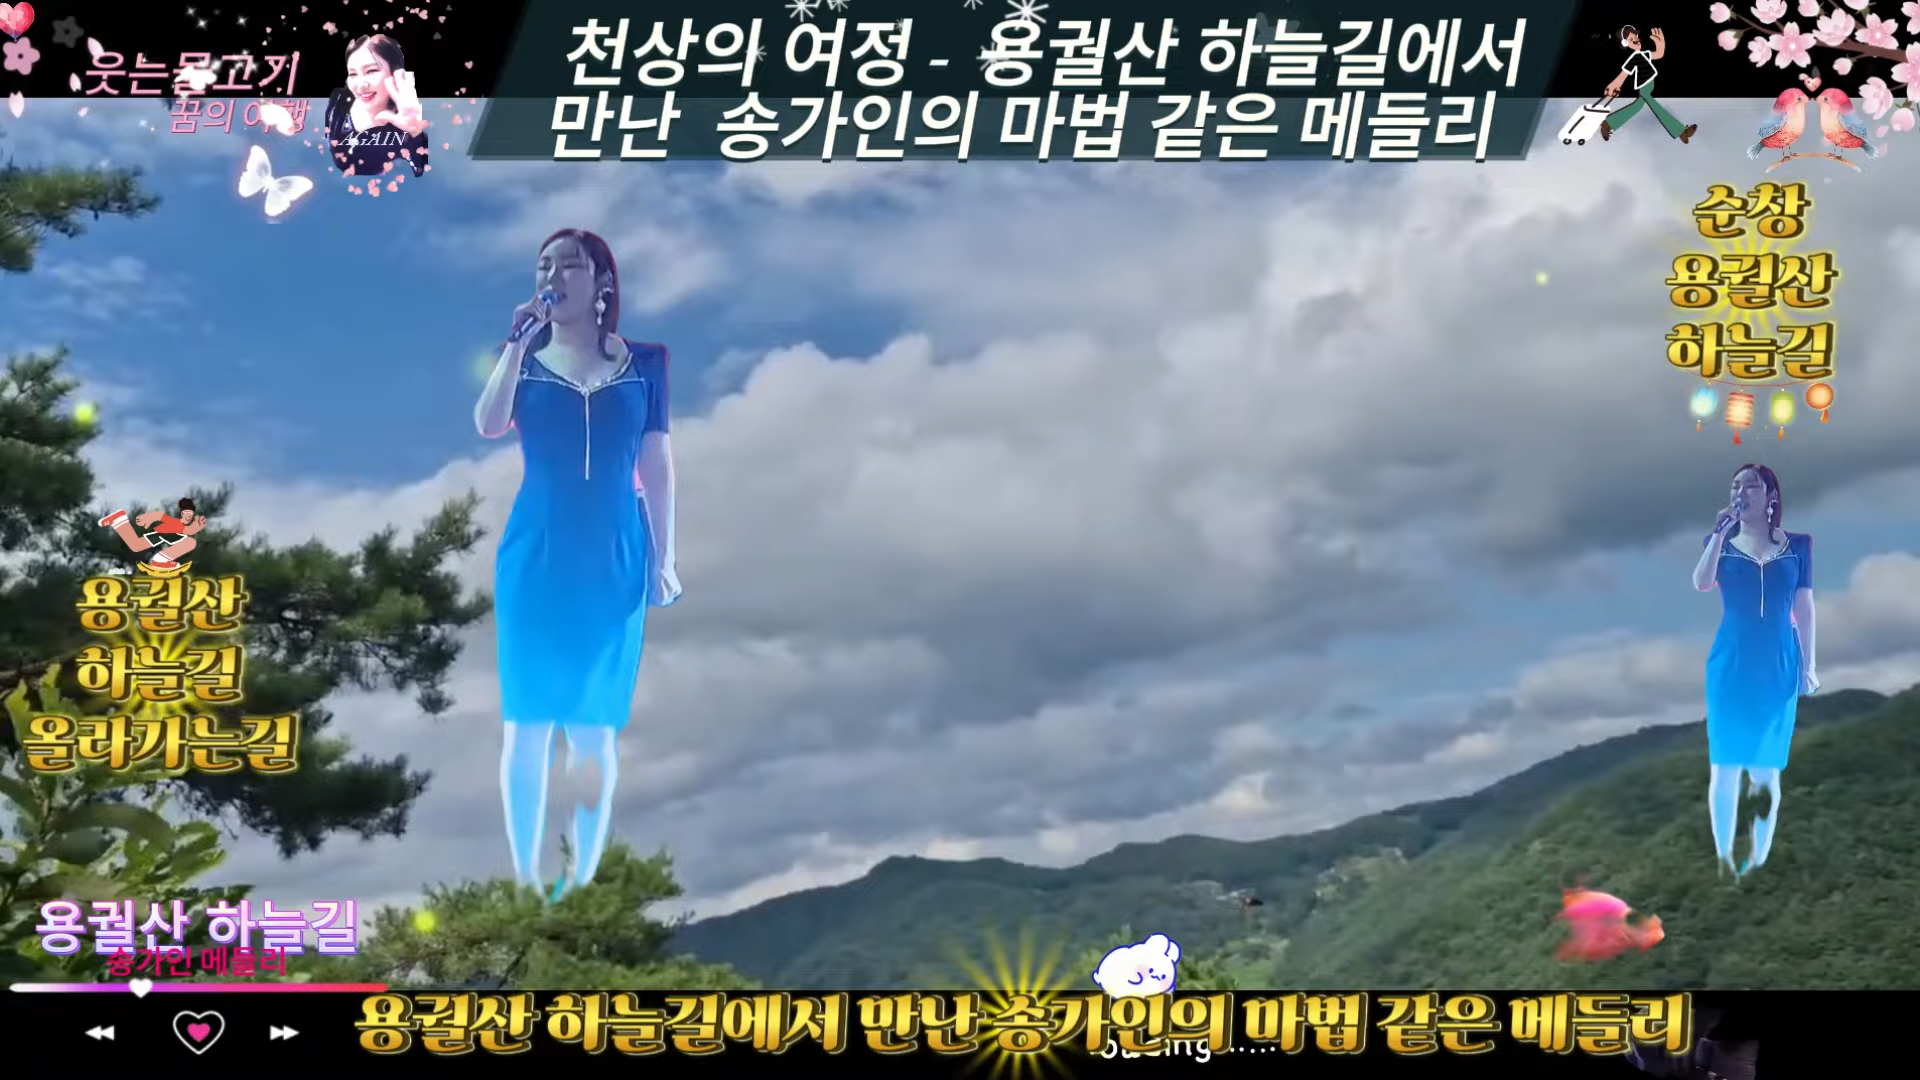 웃는물고기
꿈의 여행
AGAIN
천상의 여정 - 용궐산 하늘길에서
만난 송가인의 마법 같은 메들리
순창
용궐산
하늘길
용궐산
하늘길
올라가는길
용궐산 하늘길
송가인 메들리
용궐산 하늘길에서 만난 송가인의 마법 같은 메들리